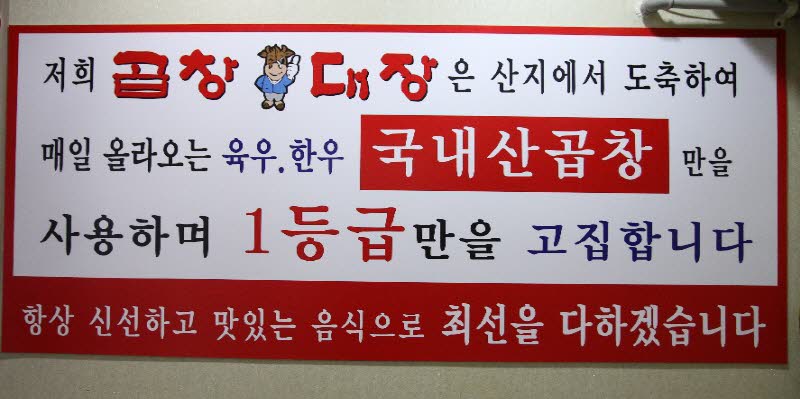 저희 곱창 대장은 산지에서 도축하여
매일 올라오는 육우.한우 국내산곱창 만을
사용하며 1등급만을 고집합니다
항상 신선하고 맛있는 음식으로 최선을 다하겠습니다